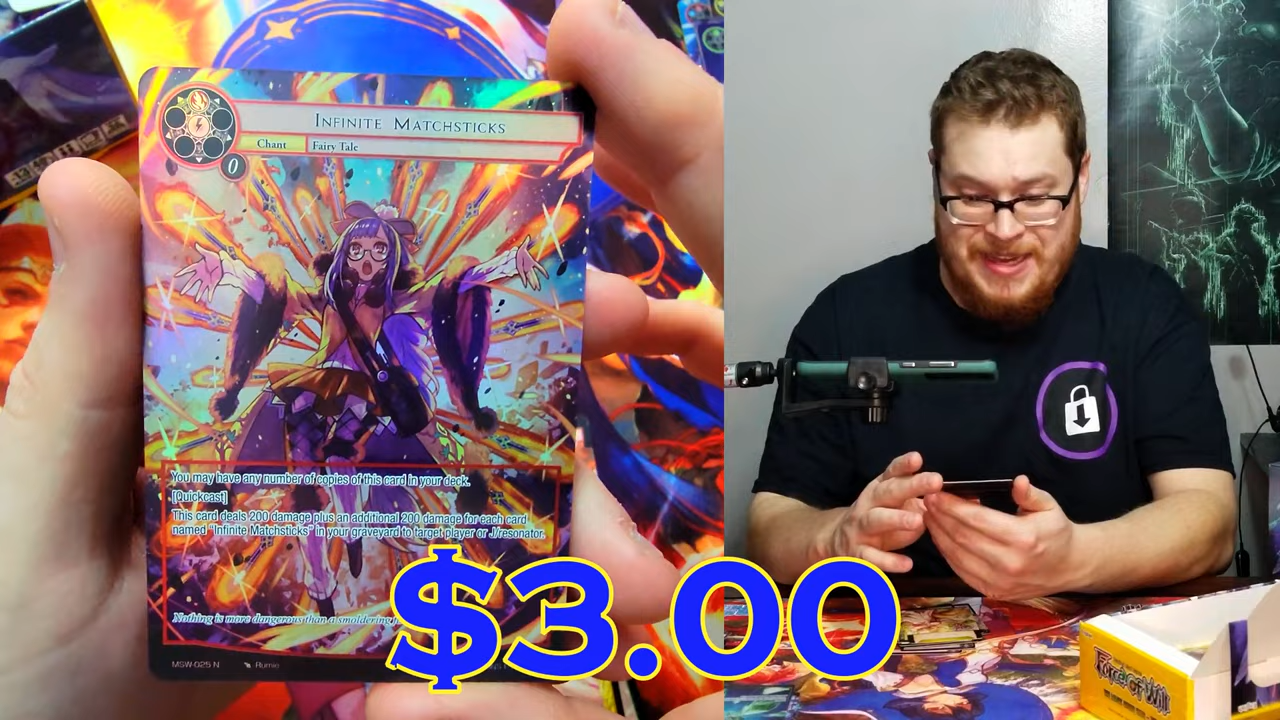 INFINITE MATCHSTICKS
0
Chant Fairy Tale
You may have any number of copies of this card in your deck.
[Quickcast]
This card deals 200 damage plus an additional 200 damage for each card
named "Infinite Matchsticks" in your graveyard to target player or J/resonator.
Nothing is more dangerous than a smoldering
MSW-025 N Rumie
$3.00
Force of Will